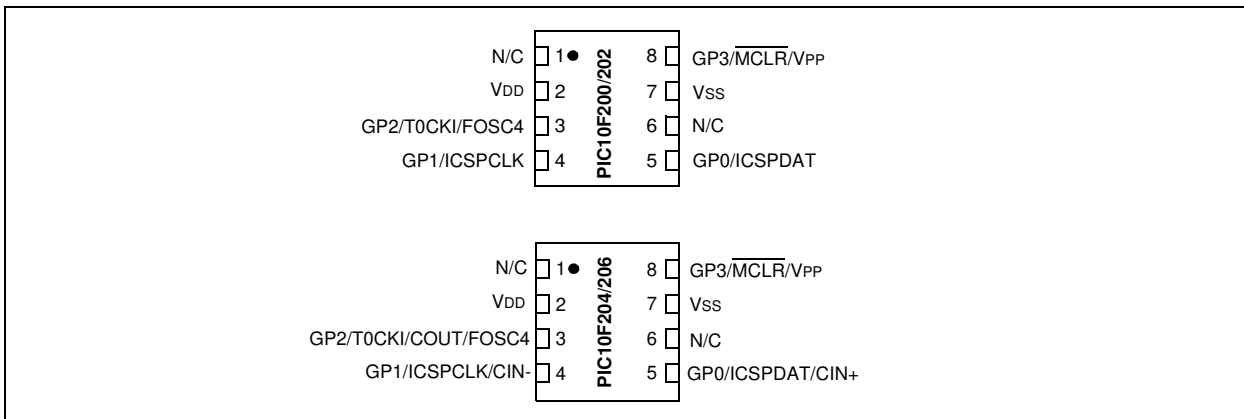 N/C 1 8 GP3/MCLR/VPP
VDD 2 7 VSS
GP2/T0CKI/FOSC4 3 6 N/C
GP1/ICSPCLK 4 5 GP0/ICSPDAT
PIC10F200/202
N/C 1 8 GP3/MCLR/VPP
VDD 2 7 VSS
GP2/T0CKI/COUT/FOSC4 3 6 N/C
GP1/ICSPCLK/CIN- 4 5 GP0/ICSPDAT/CIN+
PIC10F204/206